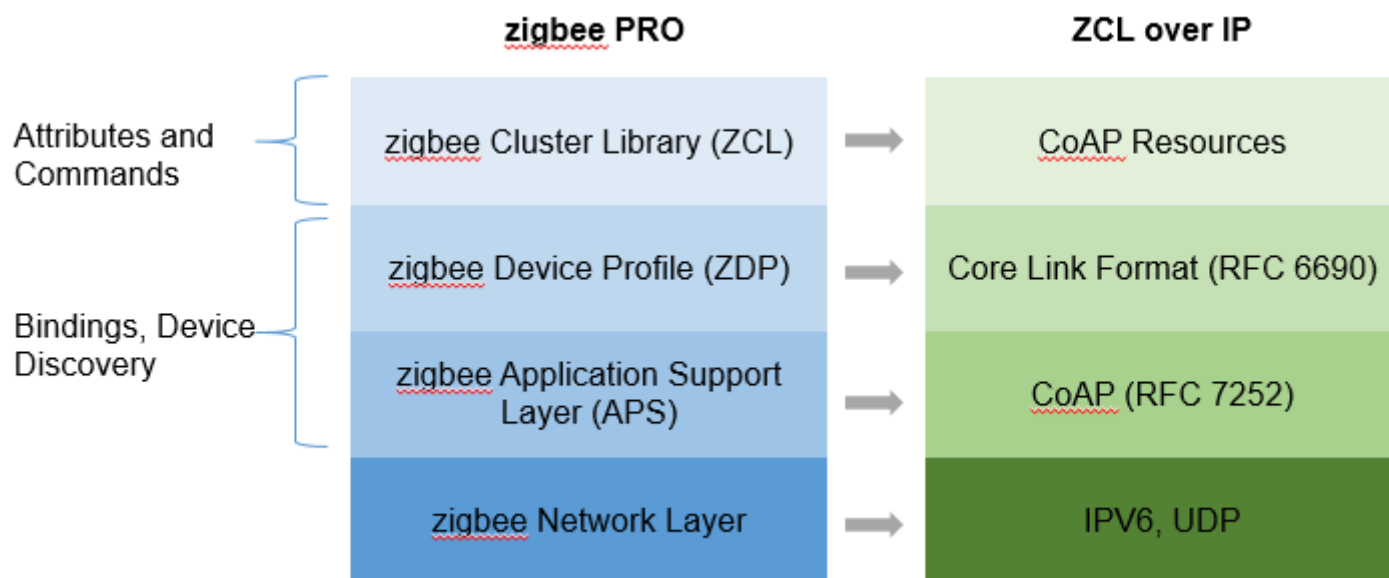 zigbee PRO
ZCL over IP
Attributes and
Commands
zigbee Cluster Library (ZCL)
CoAP Resources
zigbee Device Profile (ZDP)
Core Link Format (RFC 6690)
Bindings, Device
Discovery
zigbee Application Support
Layer (APS)
CoAP (RFC 7252)
zigbee Network Layer
IPV6, UDP